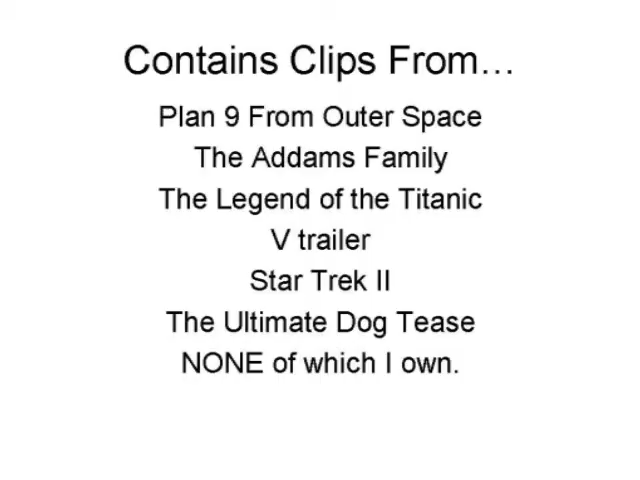 Contains Clips From…
Plan 9 From Outer Space
The Addams Family
The Legend of the Titanic
V trailer
Star Trek II
The Ultimate Dog Tease
NONE of which I own.